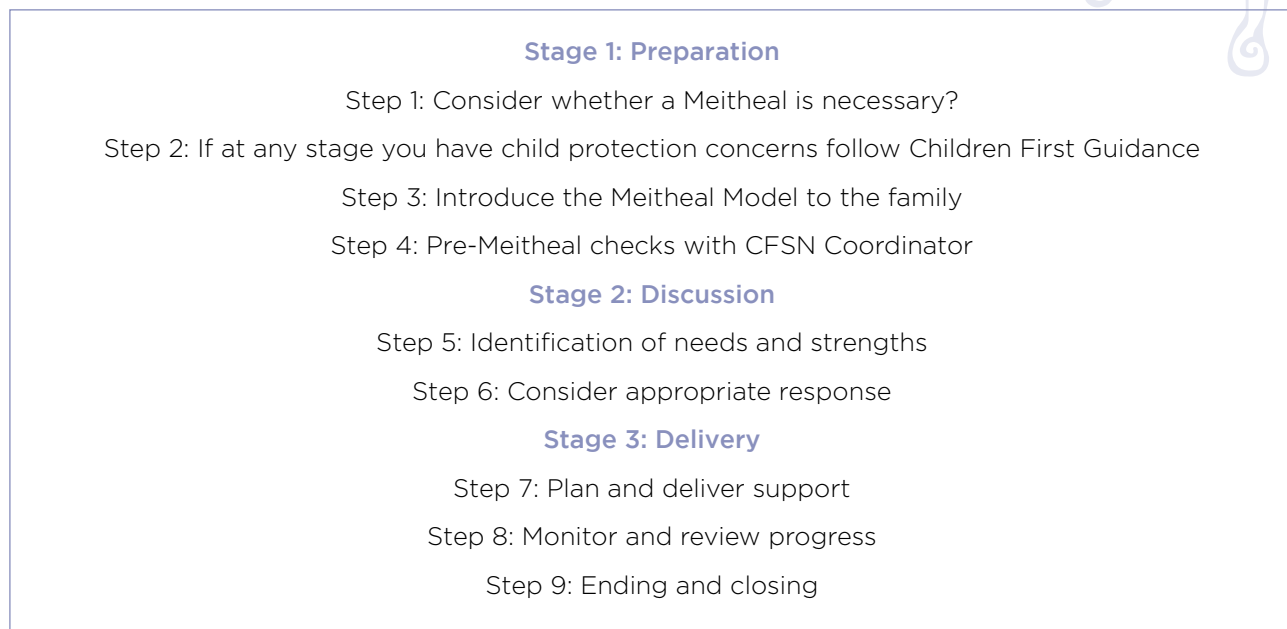 Stage 1: Preparation
Step 1: Consider whether a Meitheal is necessary?
Step 2: If at any stage you have child protection concerns follow Children First Guidance
Step 3: Introduce the Meitheal Model to the family
Step 4: Pre-Meitheal checks with CFSN Coordinator
Stage 2: Discussion
Step 5: Identification of needs and strengths
Step 6: Consider appropriate response
Stage 3: Delivery
Step 7: Plan and deliver support
Step 8: Monitor and review progress
Step 9: Ending and closing